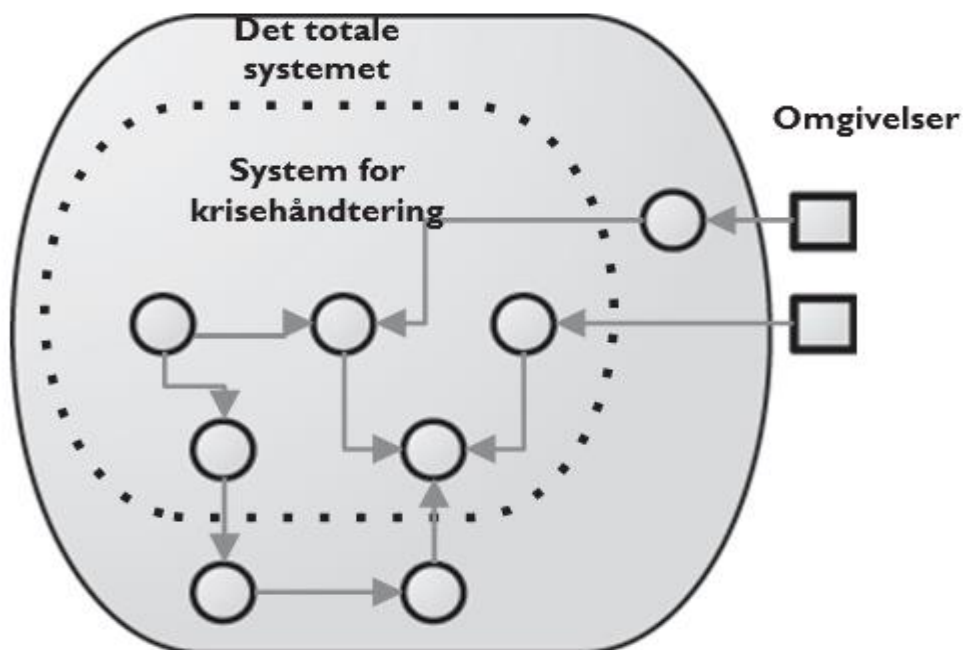 Det totale
systemet
Omgivelser
System for
krisehåndtering